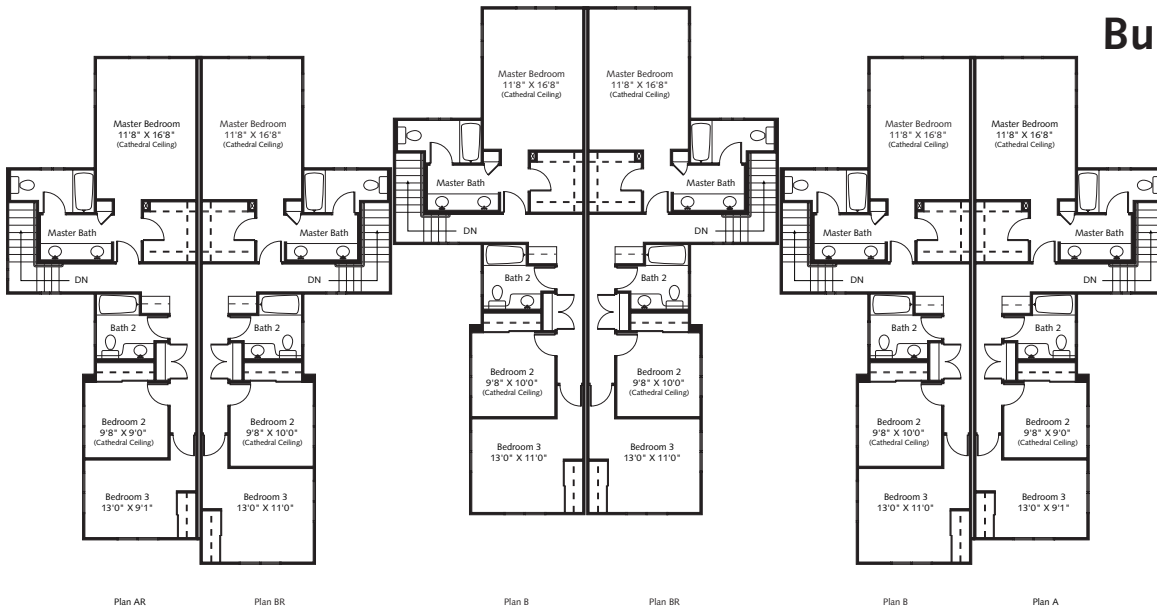 Bu
Master Bedroom
11'8" X 16'8"
(Cathedral Ceiling)
Master Bath
DN
Bath 2
Bedroom 2
9'8" X 9'0"
(Cathedral Ceiling)
Bedroom 3
13'0" X 9'1"
Plan AR
Master Bedroom
11'8" X 16'8"
(Cathedral Ceiling)
Master Bath
DN
Bath 2
Bedroom 2
9'8" X 10'0"
(Cathedral Ceiling)
Bedroom 3
13'0" X 11'0"
Plan BR
Master Bedroom
11'8" X 16'8"
(Cathedral Ceiling)
Master Bath
DN
Bath 2
Bedroom 2
9'8" X 10'0"
(Cathedral Ceiling)
Bedroom 3
13'0" X 11'0"
Plan B
Master Bedroom
11'8" X 16'8"
(Cathedral Ceiling)
Master Bath
DN
Bath 2
Bedroom 2
9'8" X 10'0"
(Cathedral Ceiling)
Bedroom 3
13'0" X 11'0"
Plan BR
Master Bedroom
11'8" X 16'8"
(Cathedral Ceiling)
Master Bath
DN
Bath 2
Bedroom 2
9'8" X 10'0"
(Cathedral Ceiling)
Bedroom 3
13'0" X 11'0"
Plan B
Master Bedroom
11'8" X 16'8"
(Cathedral Ceiling)
Master Bath
DN
Bath 2
Bedroom 2
9'8" X 9'0"
(Cathedral Ceiling)
Bedroom 3
13'0" X 9'1"
Plan A